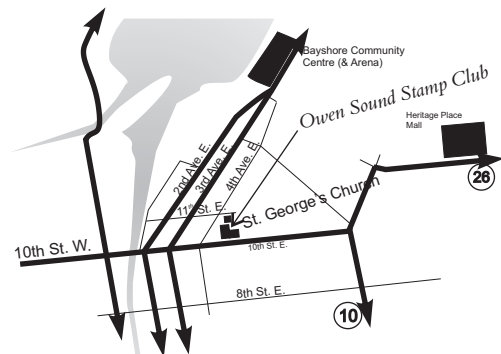 Bayshore Community
Centre (& Arena)
Owen Sound Stamp Club
Heritage Place
Mall
2nd Ave. E.
3rd Ave. E.
4th Ave. E.
26
11th St. E.
St. George's Church
10th St. W.
10th St. E.
8th St. E.
10